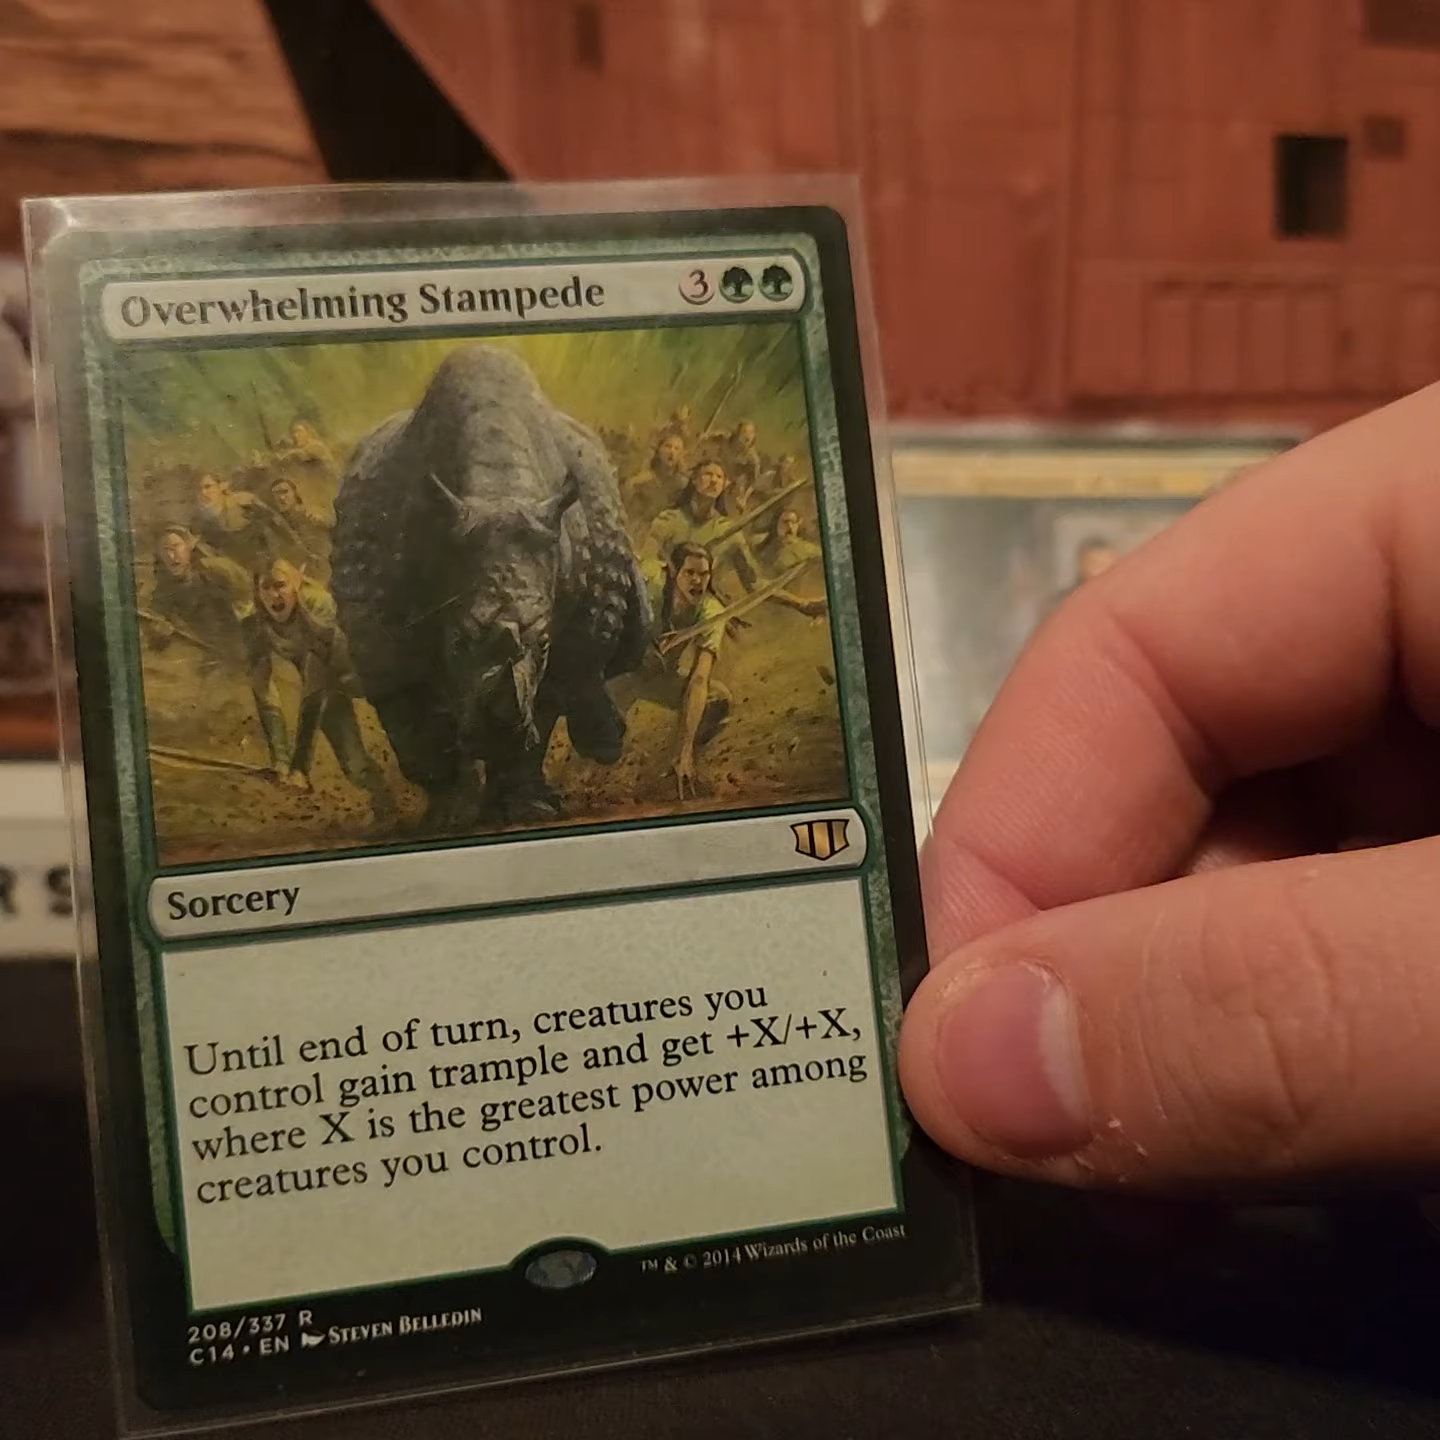 Overwhelming Stampede 3
Sorcery
Until end of turn, creatures you
control gain trample and get +X/+X,
where X is the greatest power among
creatures you control.
™ & © 2014 Wizards of the Coast
208/337 R
C14 • EN STEVEN BELLEDIN
R S